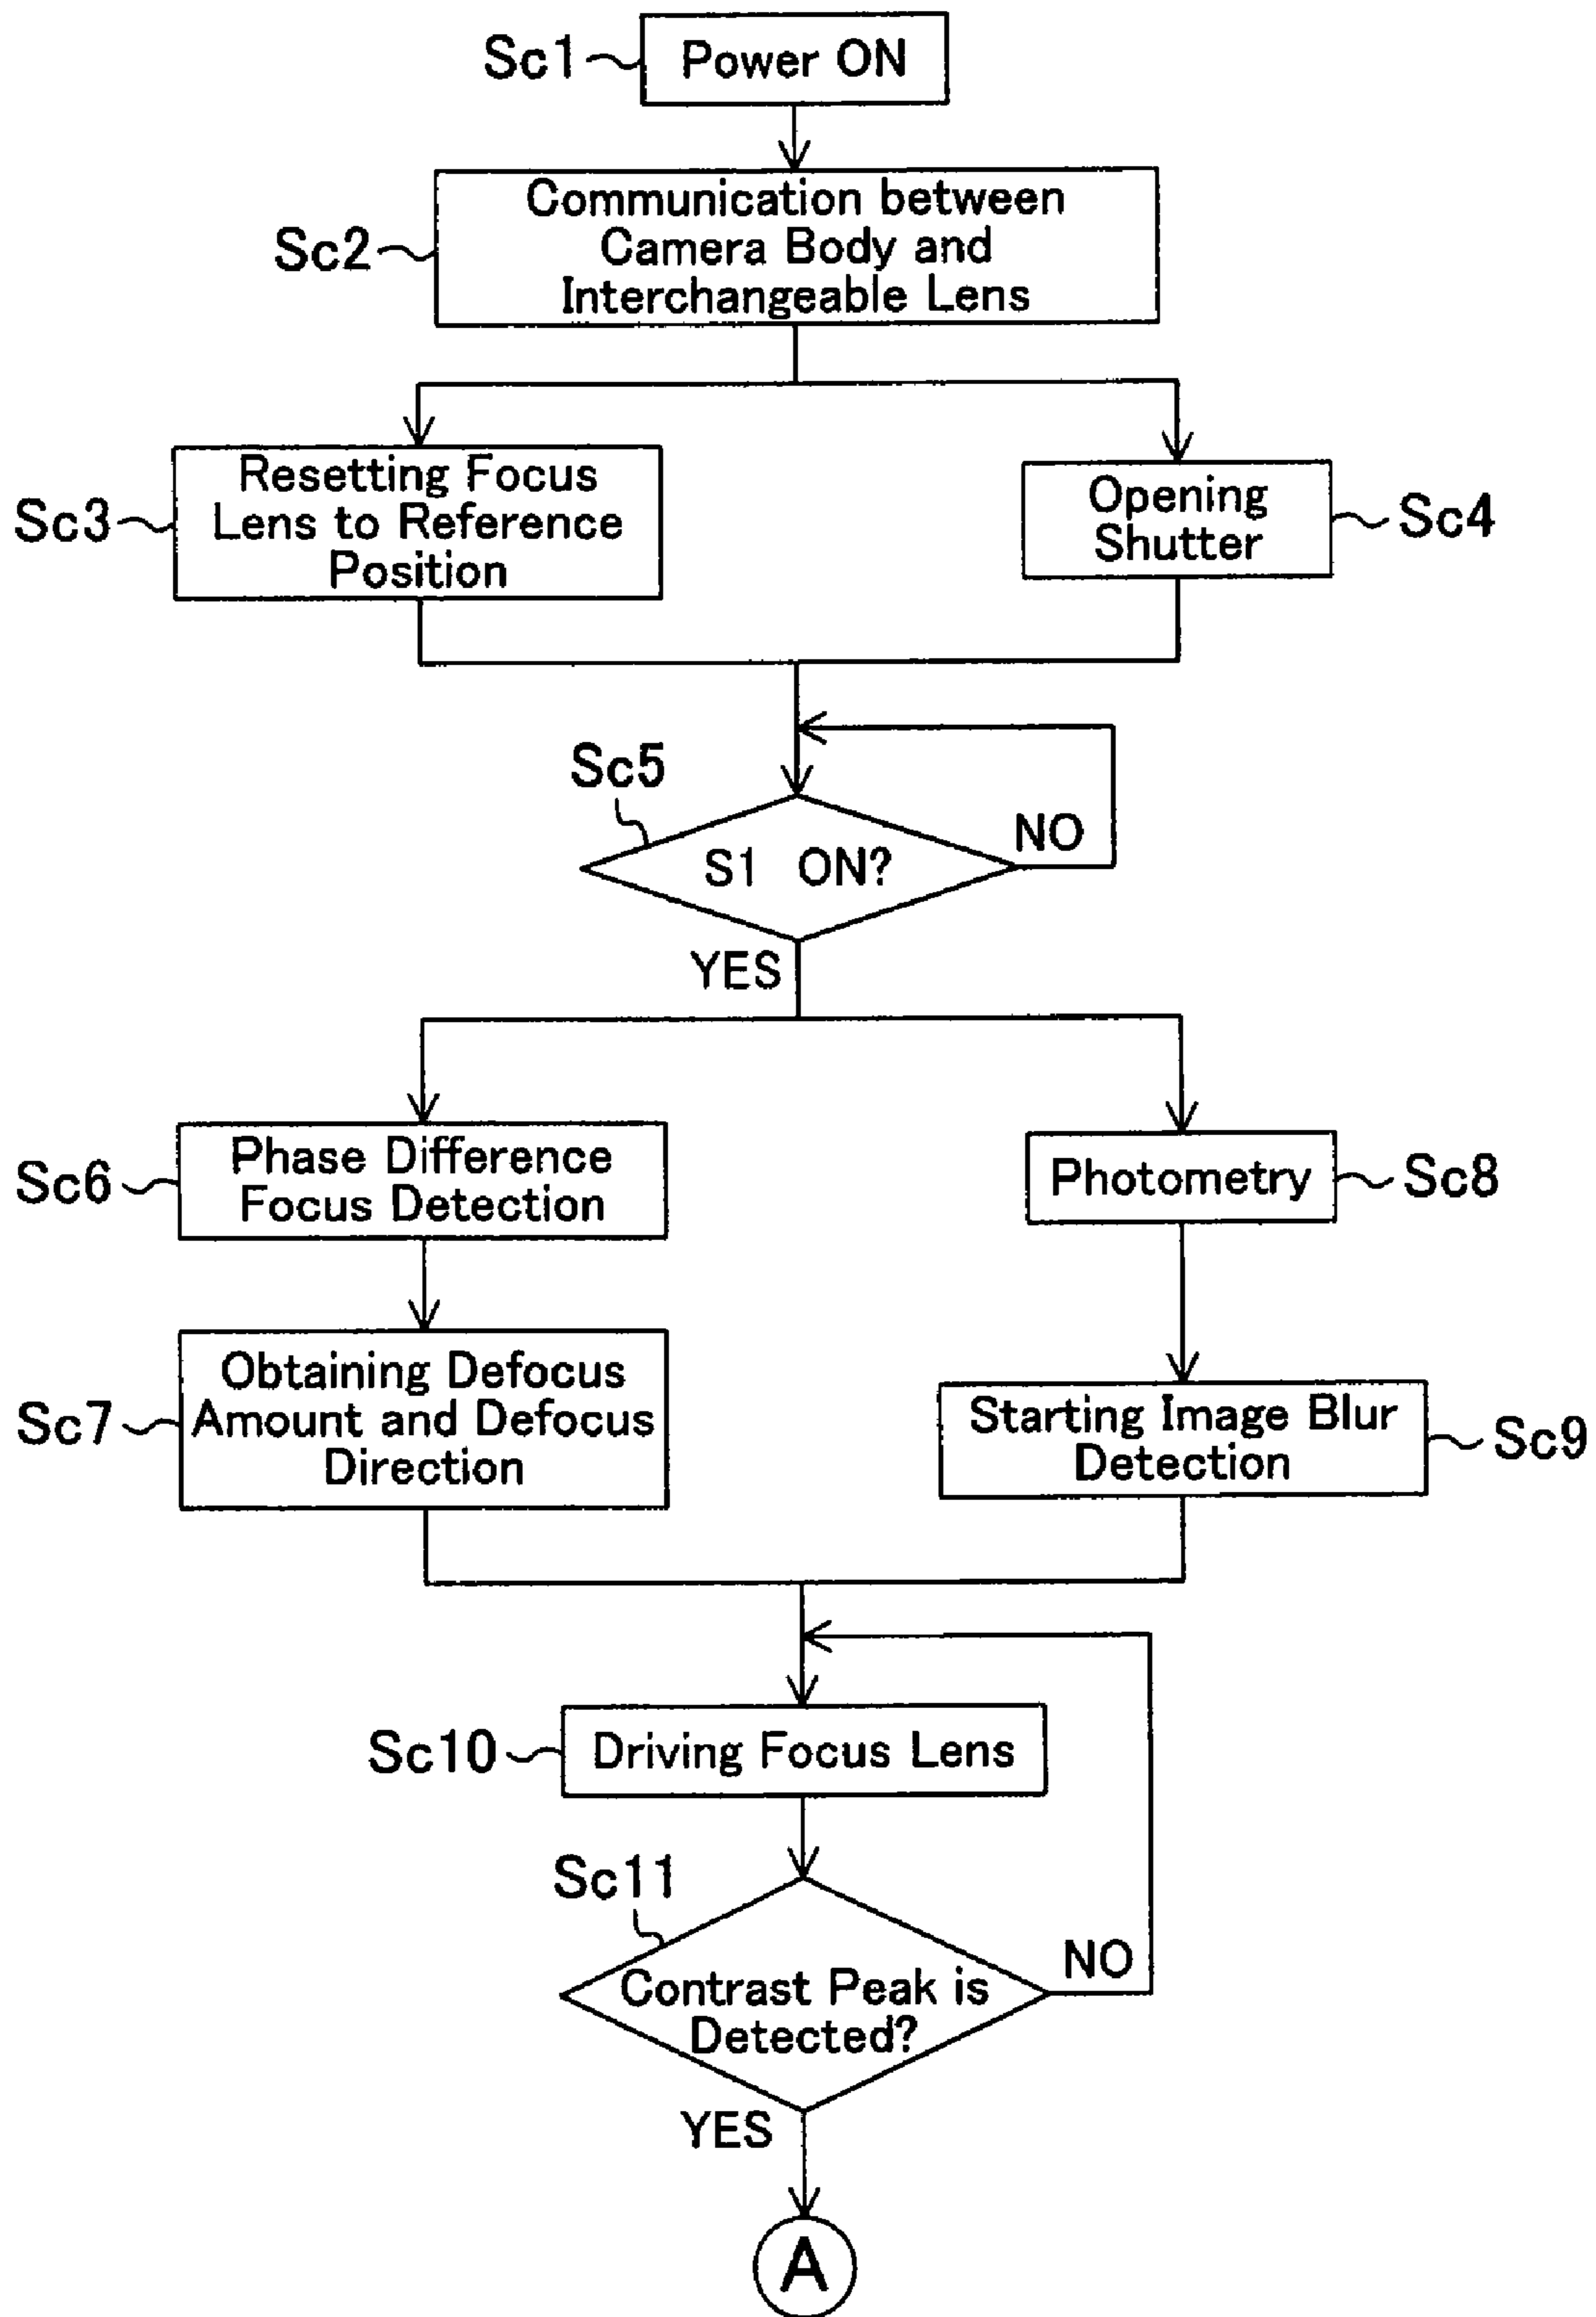 Sc1
Power ON
Sc2
Communication between
Camera Body and
Interchangeable Lens
Sc3
Resetting Focus
Lens to Reference
Position
Opening
Shutter
Sc4
Sc5
S1 ON?
NO
YES
Sc6
Phase Difference
Focus Detection
Photometry
Sc8
Sc7
Obtaining Defocus
Amount and Defocus
Direction
Starting Image Blur
Detection
Sc9
Sc10
Driving Focus Lens
Sc11
Contrast Peak is
Detected?
NO
YES
A